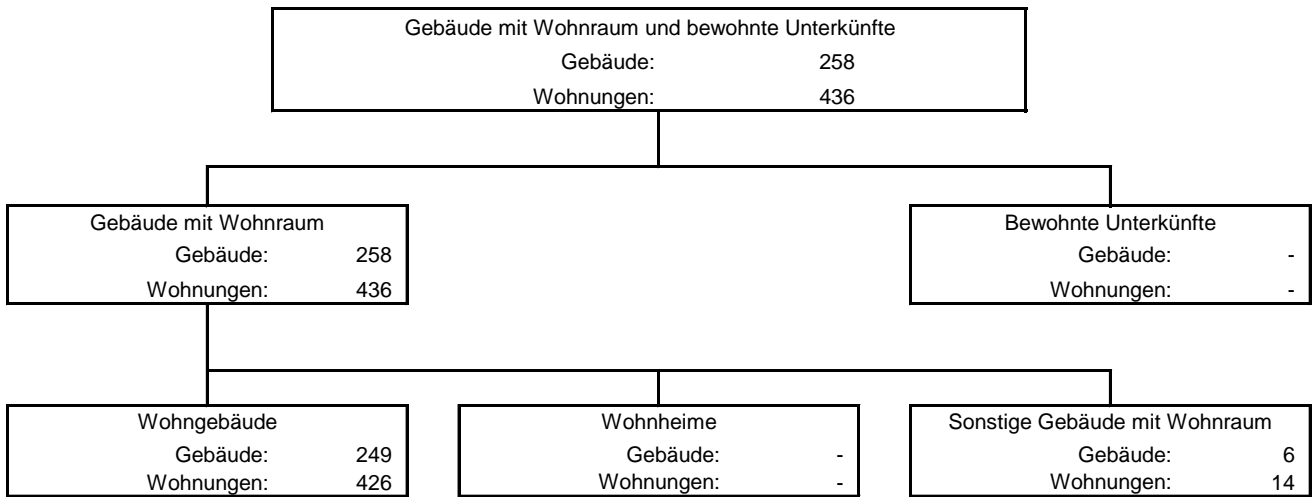 Gebäude mit Wohnraum und bewohnte Unterkünfte
Gebäude: 258
Wohnungen: 436
Gebäude mit Wohnraum
Gebäude: 258
Wohnungen: 436
Bewohnte Unterkünfte
Gebäude: -
Wohnungen: -
Wohngebäude
Gebäude: 249
Wohnungen: 426
Wohnheime
Gebäude: -
Wohnungen: -
Sonstige Gebäude mit Wohnraum
Gebäude: 6
Wohnungen: 14